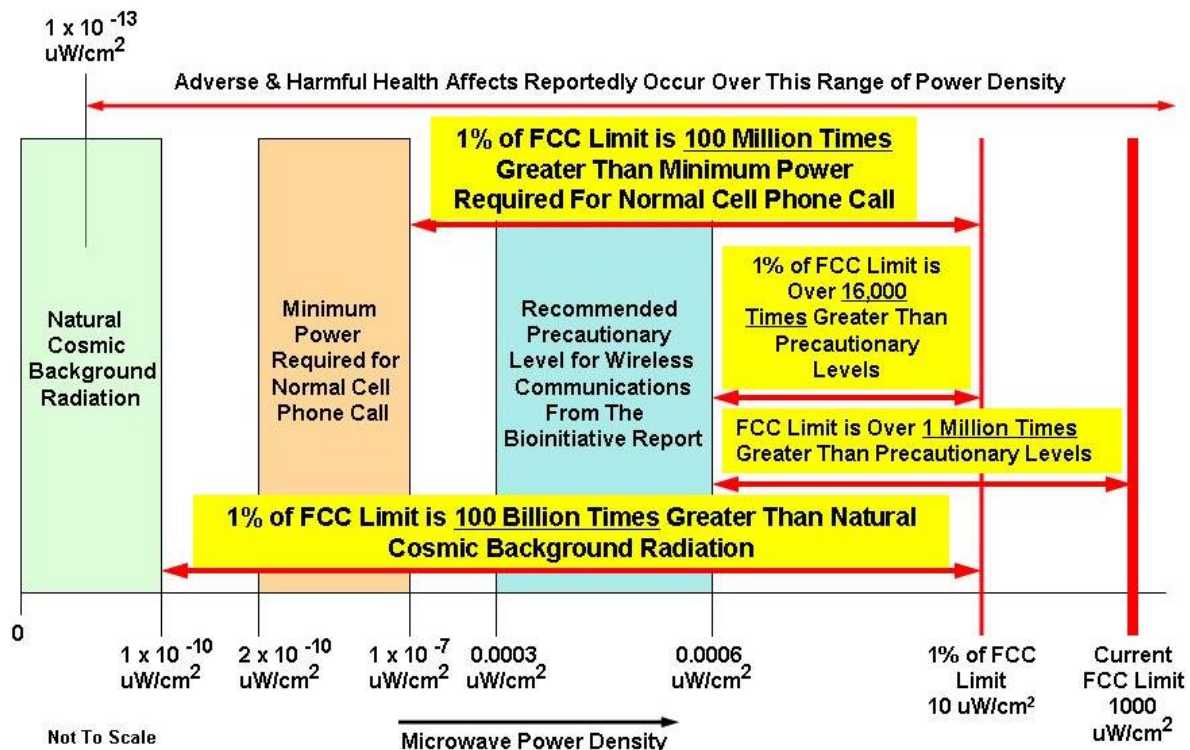 1 x 10 -13
uW/cm2
Adverse & Harmful Health Affects Reportedly Occur Over This Range of Power Density
1% of FCC Limit is 100 Million Times
Greater Than Minimum Power
Required For Normal Cell Phone Call
1% of FCC Limit is
Over 16,000
Times Greater Than
Precautionary
Levels
Natural
Cosmic
Background
Radiation
Minimum
Power
Required for
Normal Cell
Phone Call
Recommended
Precautionary
Level for Wireless
Communications
From The
Bioinitiative Report
FCC Limit is Over 1 Million Times
Greater Than Precautionary Levels
1% of FCC Limit is 100 Billion Times Greater Than Natural
Cosmic Background Radiation
0
1 x 10 -10
uW/cm2
2 x 10 -10
uW/cm2
1 x 10 -7
uW/cm2
0.0003
uW/cm2
0.0006
uW/cm2
1% of FCC
Limit
10 uW/cm2
Current
FCC Limit
1000
uW/cm2
Not To Scale
Microwave Power Density